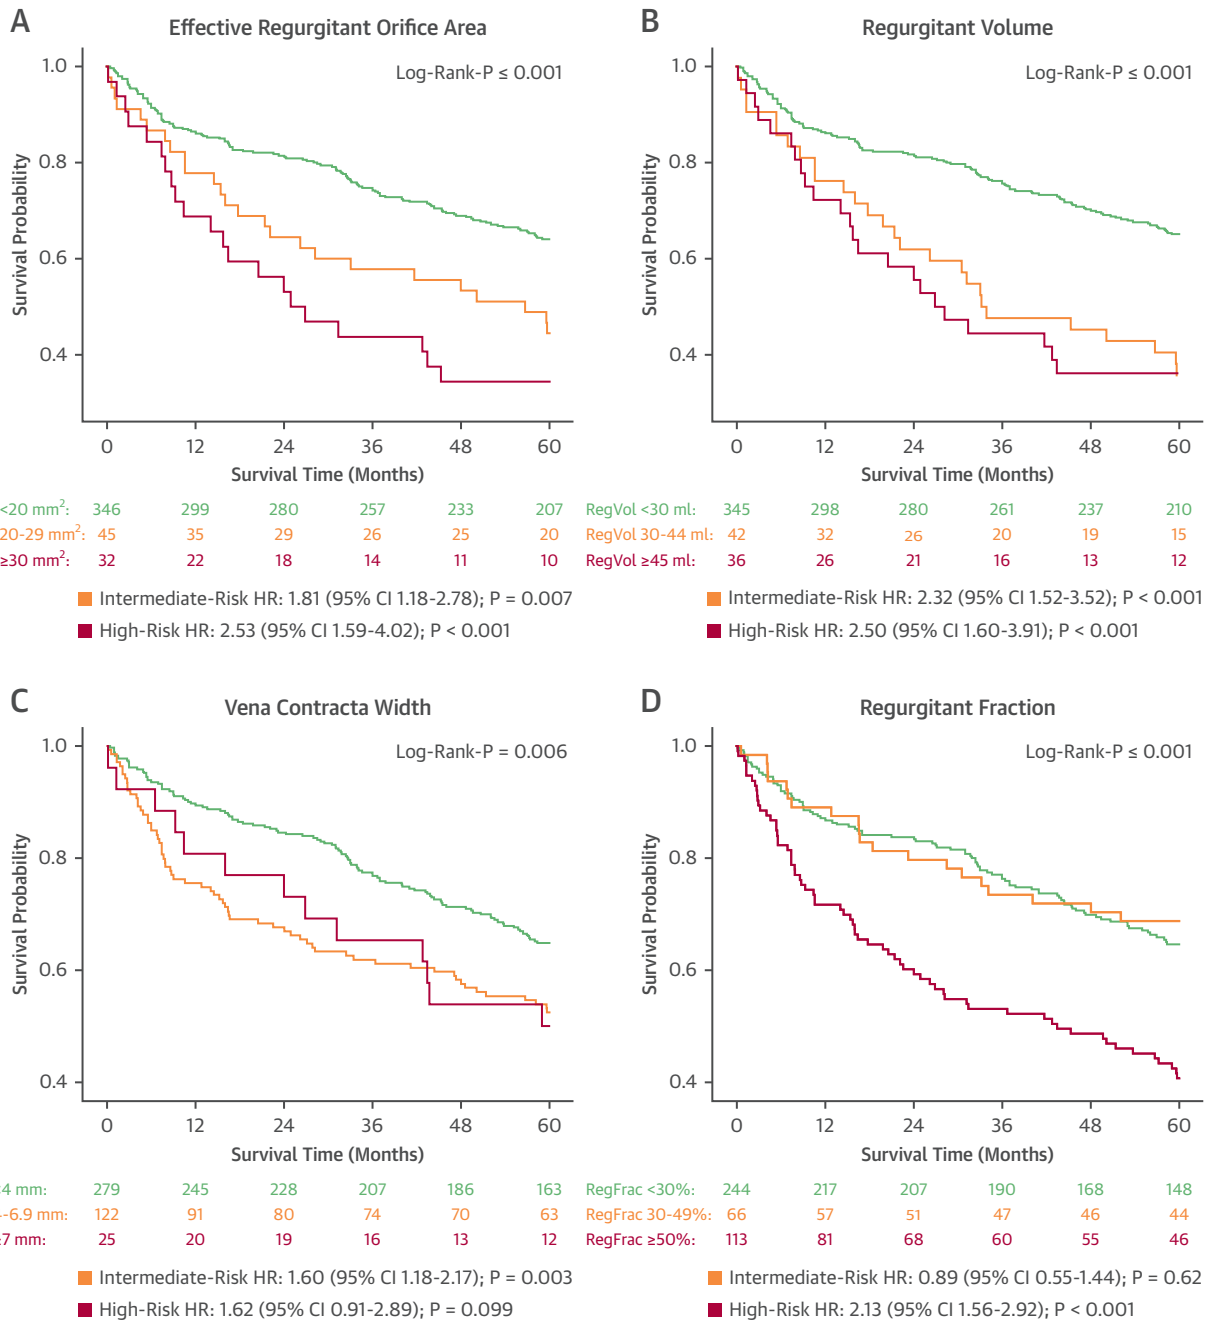 A
Effective Regurgitant Orifice Area
Log-Rank-P ≤ 0.001
Survival Probability
1.0
0.8
0.6
0.4
0 12 24 36 48 60
Survival Time (Months)
<20 mm²: 346 299 280 257 233 207
20-29 mm²: 45 35 29 26 25 20
≥30 mm²: 32 22 18 14 11 10
Intermediate-Risk HR: 1.81 (95% CI 1.18-2.78); P = 0.007
High-Risk HR: 2.53 (95% CI 1.59-4.02); P < 0.001
B
Regurgitant Volume
Log-Rank-P ≤ 0.001
Survival Probability
1.0
0.8
0.6
0.4
0 12 24 36 48 60
Survival Time (Months)
RegVol <30 ml: 345 298 280 261 237 210
RegVol 30-44 ml: 42 32 26 20 19 15
RegVol ≥45 ml: 36 26 21 16 13 12
Intermediate-Risk HR: 2.32 (95% CI 1.52-3.52); P < 0.001
High-Risk HR: 2.50 (95% CI 1.60-3.91); P < 0.001
C
Vena Contracta Width
Log-Rank-P = 0.006
Survival Probability
1.0
0.8
0.6
0.4
0 12 24 36 48 60
Survival Time (Months)
4 mm: 279 245 228 207 186 163
-6.9 mm: 122 91 80 74 70 63
7 mm: 25 20 19 16 13 12
Intermediate-Risk HR: 1.60 (95% CI 1.18-2.17); P = 0.003
High-Risk HR: 1.62 (95% CI 0.91-2.89); P = 0.099
D
Regurgitant Fraction
Log-Rank-P ≤ 0.001
Survival Probability
1.0
0.8
0.6
0.4
0 12 24 36 48 60
Survival Time (Months)
RegFrac <30%: 244 217 207 190 168 148
RegFrac 30-49%: 66 57 51 47 46 44
RegFrac ≥50%: 113 81 68 60 55 46
Intermediate-Risk HR: 0.89 (95% CI 0.55-1.44); P = 0.62
High-Risk HR: 2.13 (95% CI 1.56-2.92); P < 0.001